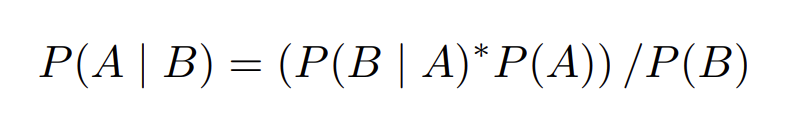 P(A | B) = (P(B | A)*P(A)) /P(B)